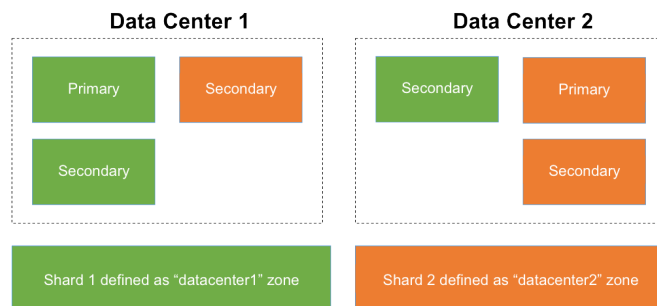 Data Center 1
Data Center 2
Primary
Secondary
Secondary
Secondary
Primary
Secondary
Shard 1 defined as “datacenter1” zone
Shard 2 defined as “datacenter2” zone